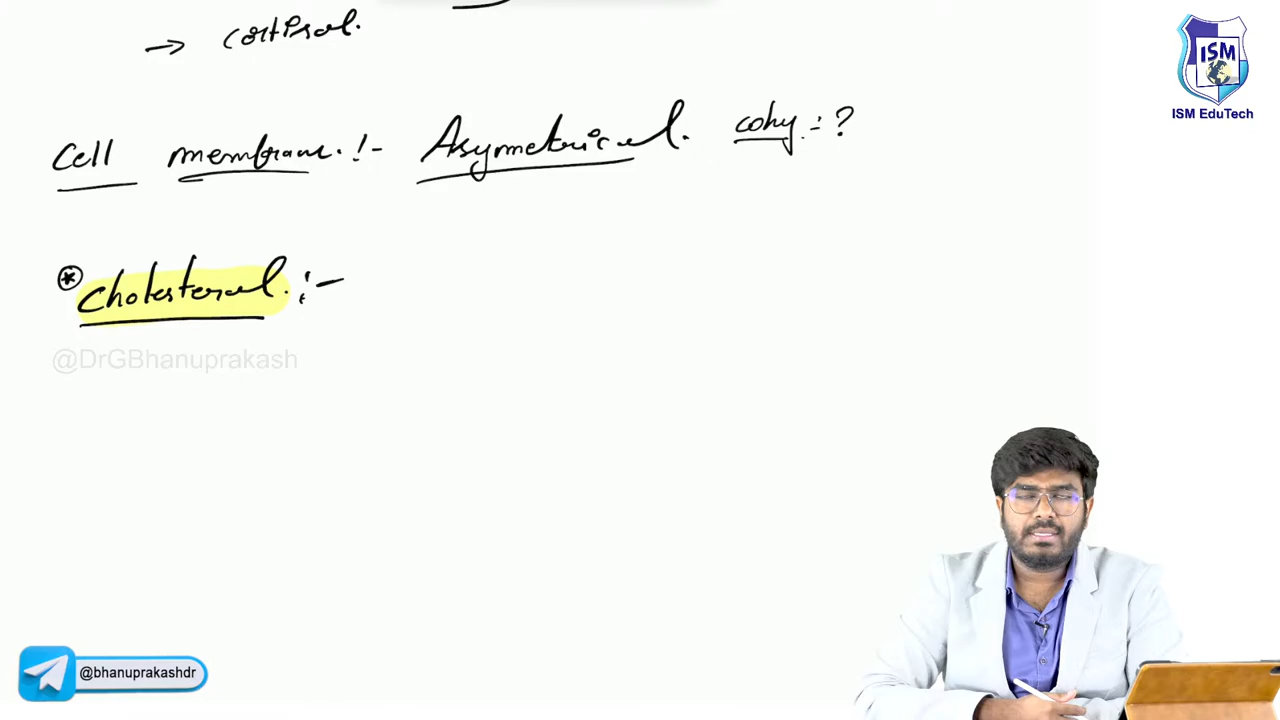 → cortisol.
ISM
ISM EduTech
Cell membrane :- Asymmetrical. why :- ?
* Cholesterol :-
@DrGBhanuprakash
@bhanuprakashdr